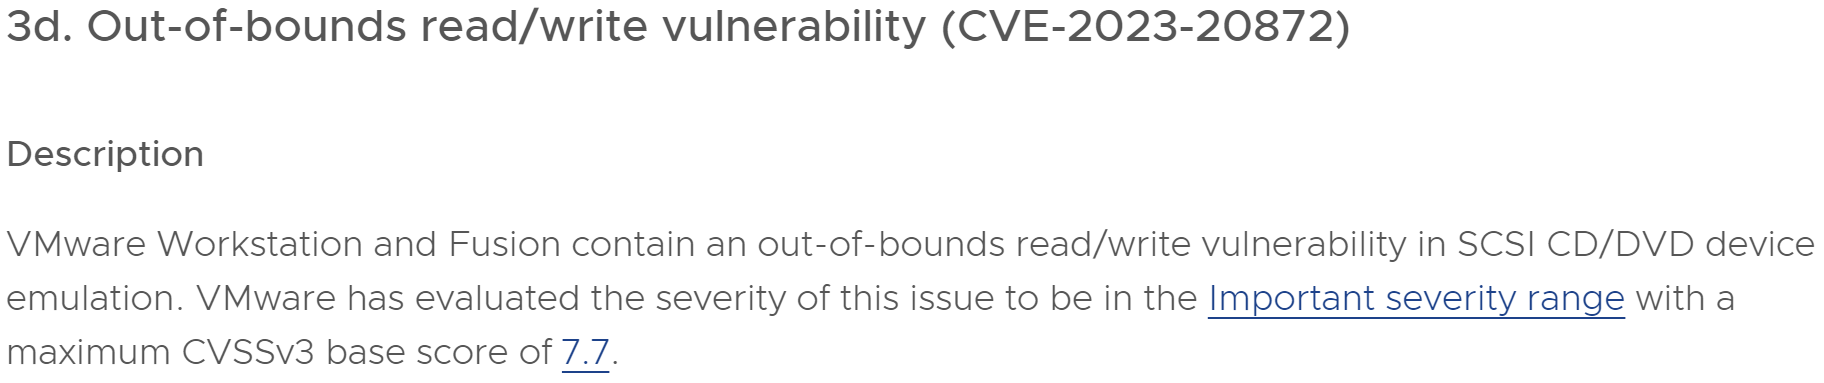 3d. Out-of-bounds read/write vulnerability (CVE-2023-20872)
Description
VMware Workstation and Fusion contain an out-of-bounds read/write vulnerability in SCSI CD/DVD device
emulation. VMware has evaluated the severity of this issue to be in the Important severity range with a
maximum CVSSv3 base score of 7.7.